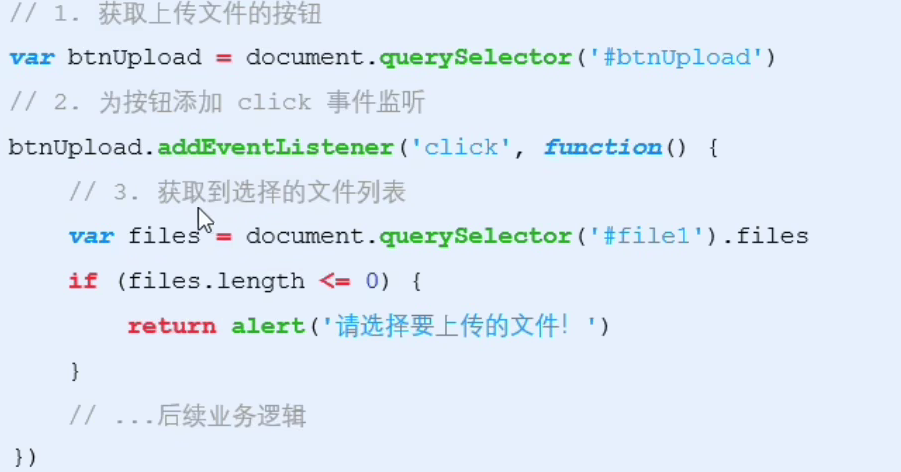 // 1. 获取上传文件的按钮
var btnUpload = document.querySelector('#btnUpload')
// 2. 为按钮添加 click 事件监听
btnUpload.addEventListener('click', function() {
    // 3. 获取到选择的文件列表
    var files = document.querySelector('#file1').files
    if (files.length <= 0) {
        return alert('请选择要上传的文件！')
    }
    // ...后续业务逻辑
})